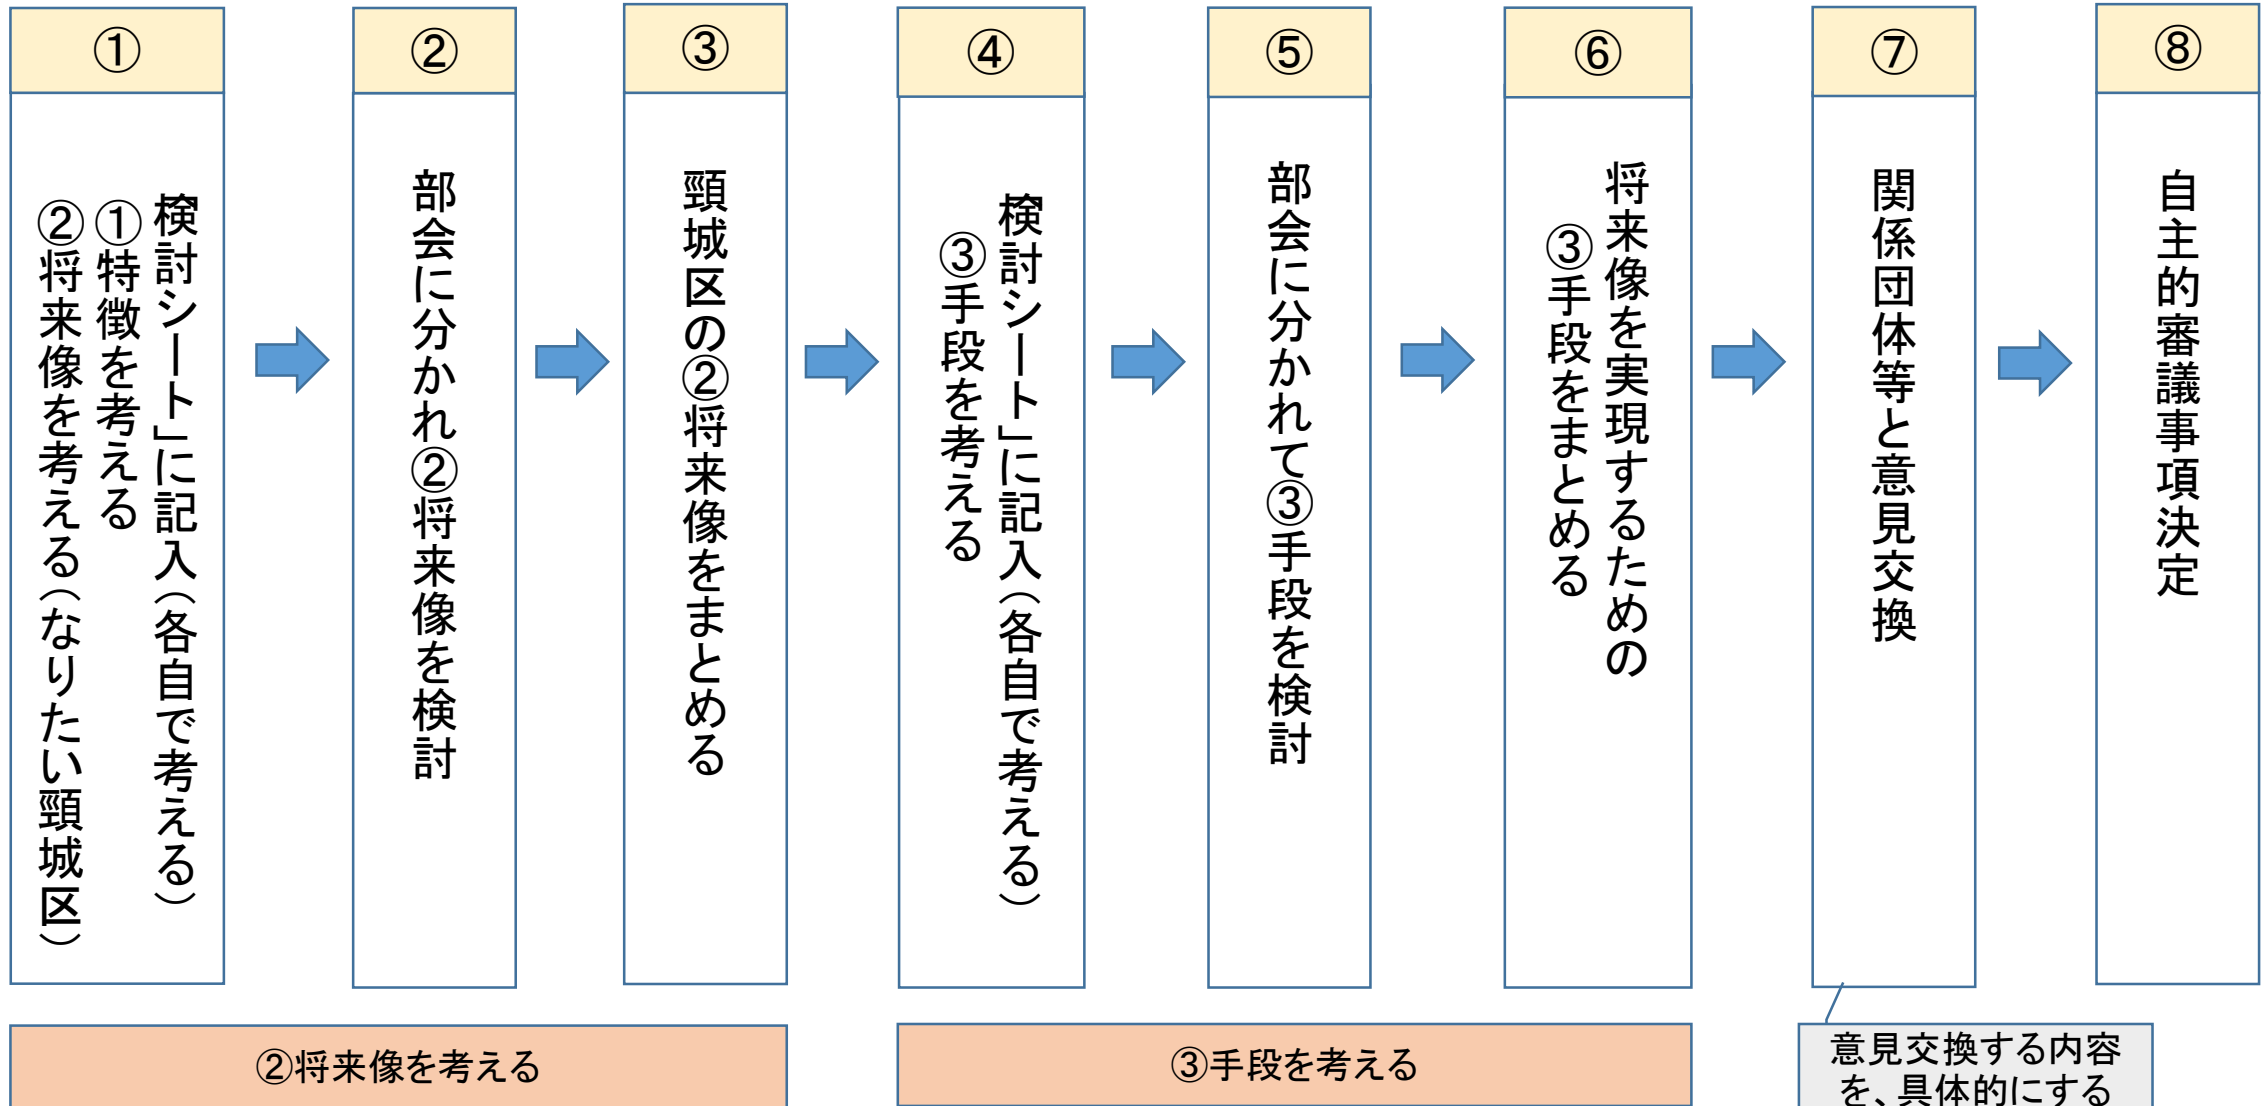 ①
検討シート」に記入（各自で考える）
①特徴を考える
②将来像を考える（なりたい頸城区）
②
部会に分かれ②将来像を検討
③
頸城区の②将来像をまとめる
④
検討シート」に記入（各自で考える）
③手段を考える
⑤
部会に分かれて③手段を検討
⑥
将来像を実現するための
③手段をまとめる
⑦
関係団体等と意見交換
⑧
自主的審議事項決定
②将来像を考える
③手段を考える
意見交換する内容
を、具体的にする